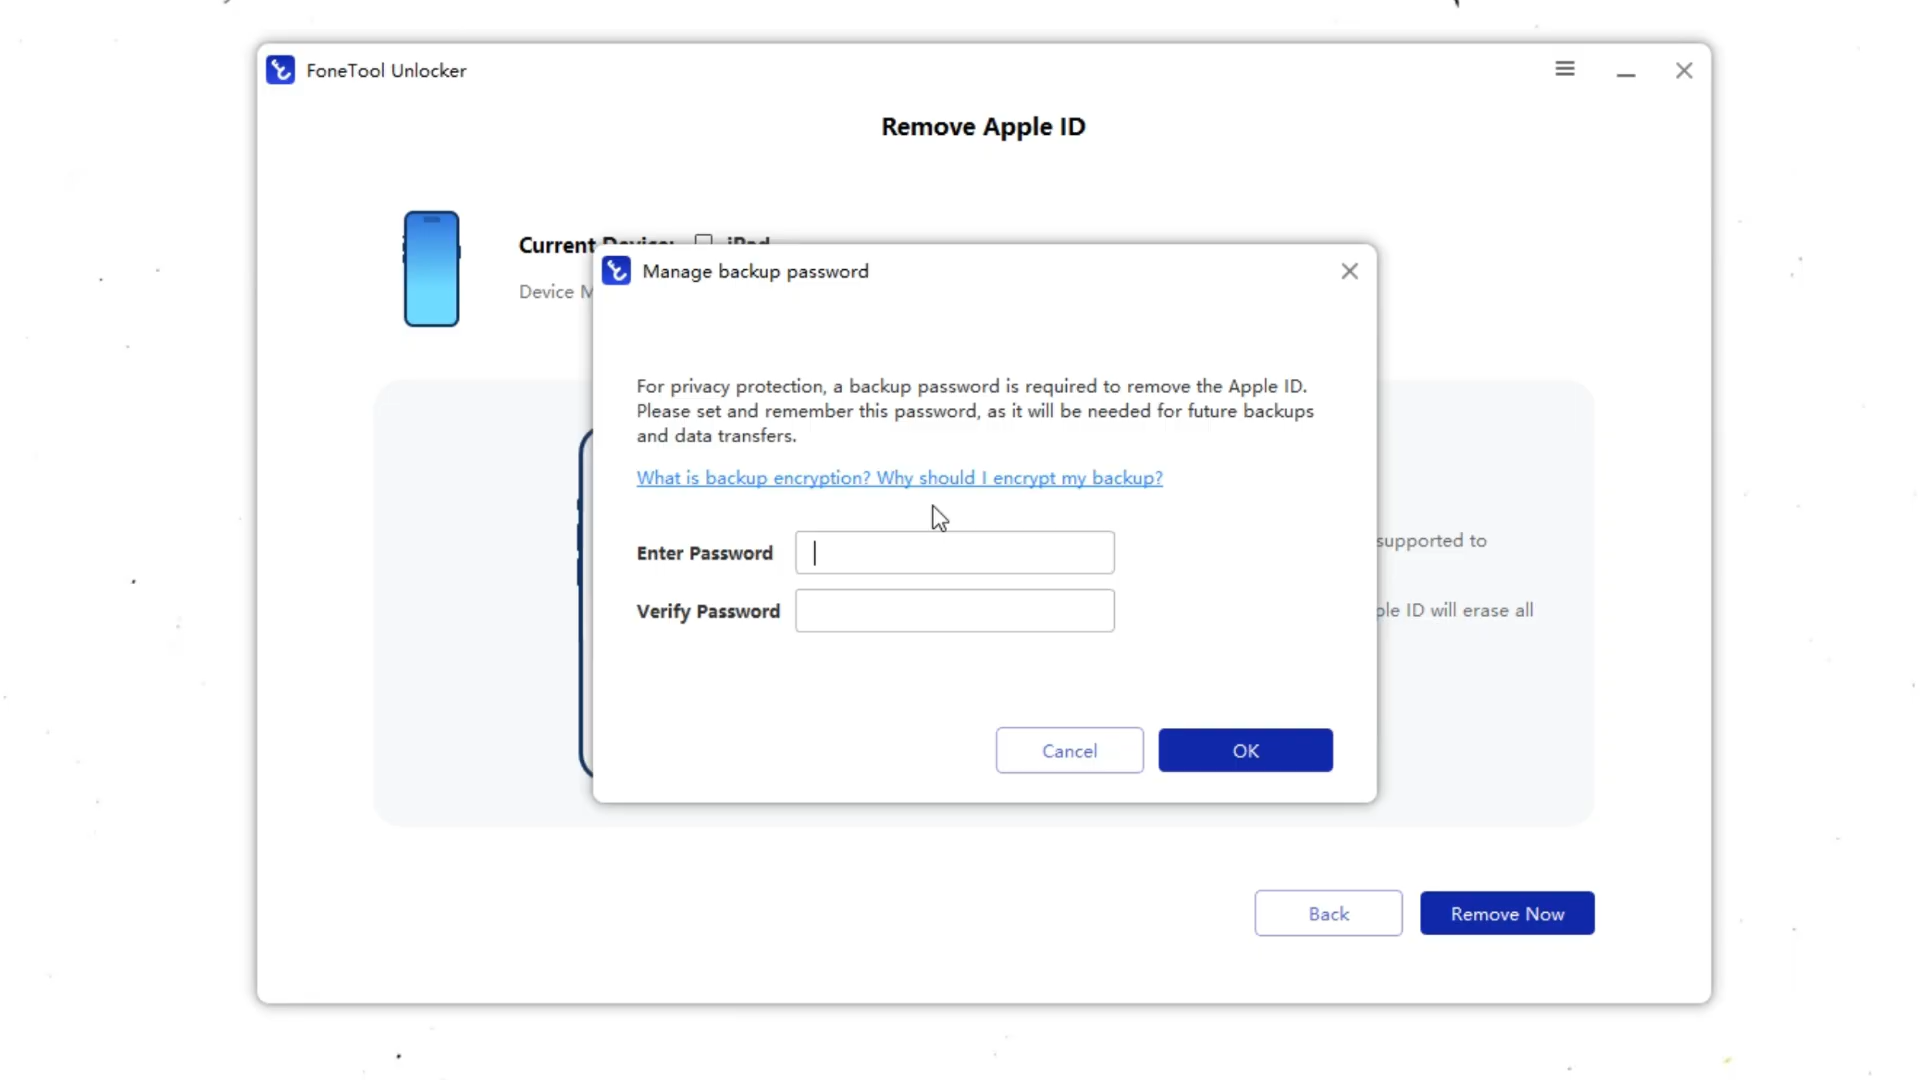 FoneTool Unlocker
Remove Apple ID
Current Device: iPad
Device M
Manage backup password
For privacy protection, a backup password is required to remove the Apple ID.
Please set and remember this password, as it will be needed for future backups
and data transfers.
What is backup encryption? Why should I encrypt my backup?
Enter Password
supported to
Verify Password
ple ID will erase all
Cancel
OK
Back
Remove Now